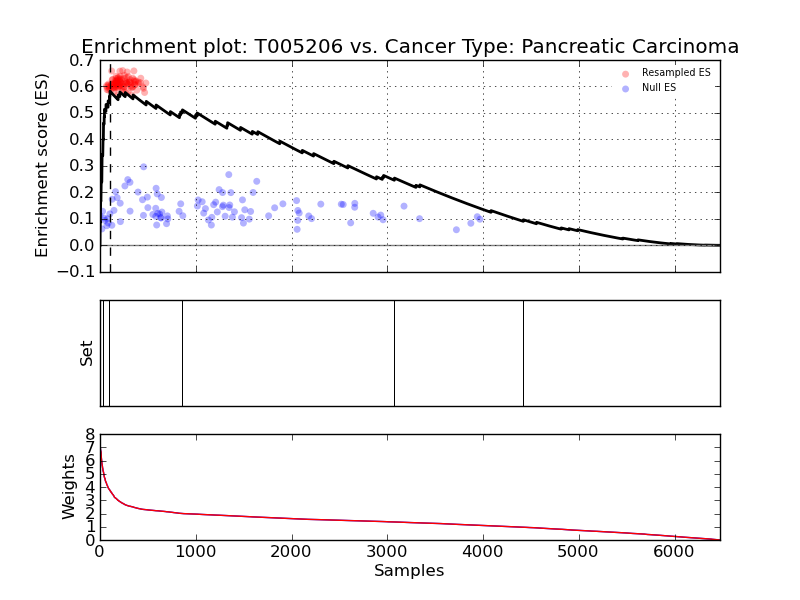 Enrichment plot: T005206 vs. Cancer Type: Pancreatic Carcinoma
Enrichment score (ES)
0.7
0.6
0.5
0.4
0.3
0.2
0.1
0.0
−0.1
Resampled ES
Null ES
Set
Weights
8
7
6
5
4
3
2
1
0
0 1000 2000 3000 4000 5000 6000
Samples